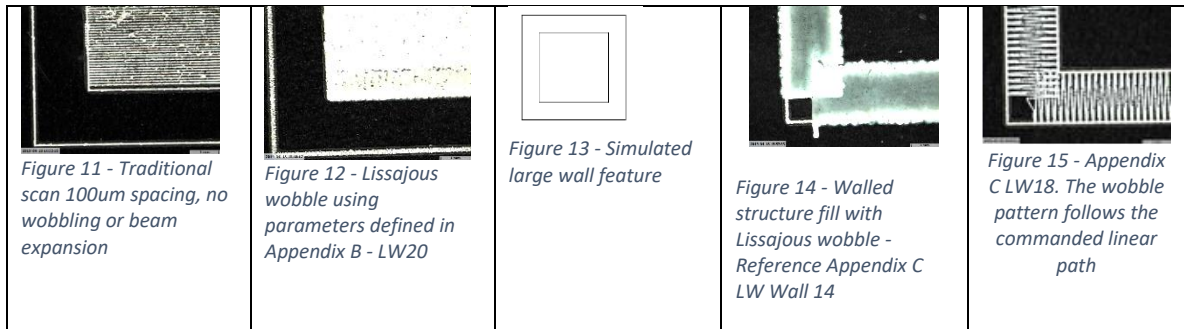 Figure 11 - Traditional
scan 100um spacing, no
wobbling or beam
expansion
Figure 12 - Lissajous
wobble using
parameters defined in
Appendix B - LW20
Figure 13 - Simulated
large wall feature
Figure 14 - Walled
structure fill with
Lissajous wobble -
Reference Appendix C
LW Wall 14
Figure 15 - Appendix
C LW18. The wobble
pattern follows the
commanded linear
path